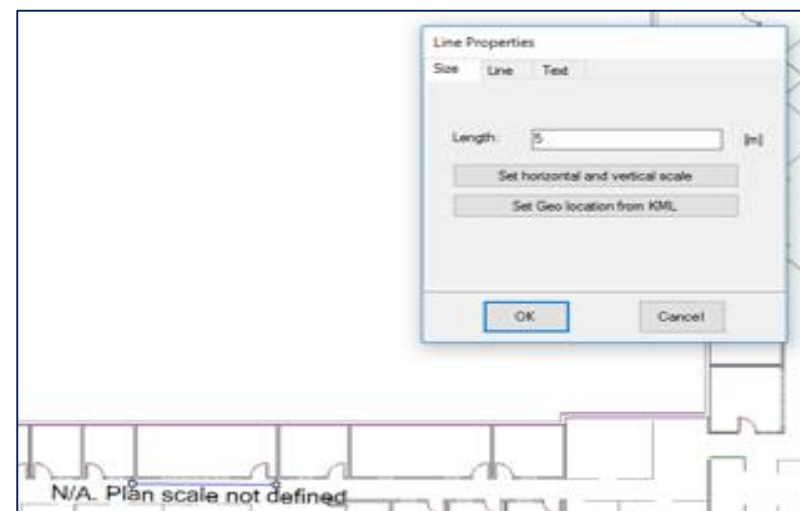 Line Properties
Size Line Text
Length: 5 [m]
Set horizontal and vertical scale
Set Geo location from KML
OK Cancel
N/A. Plan scale not defined